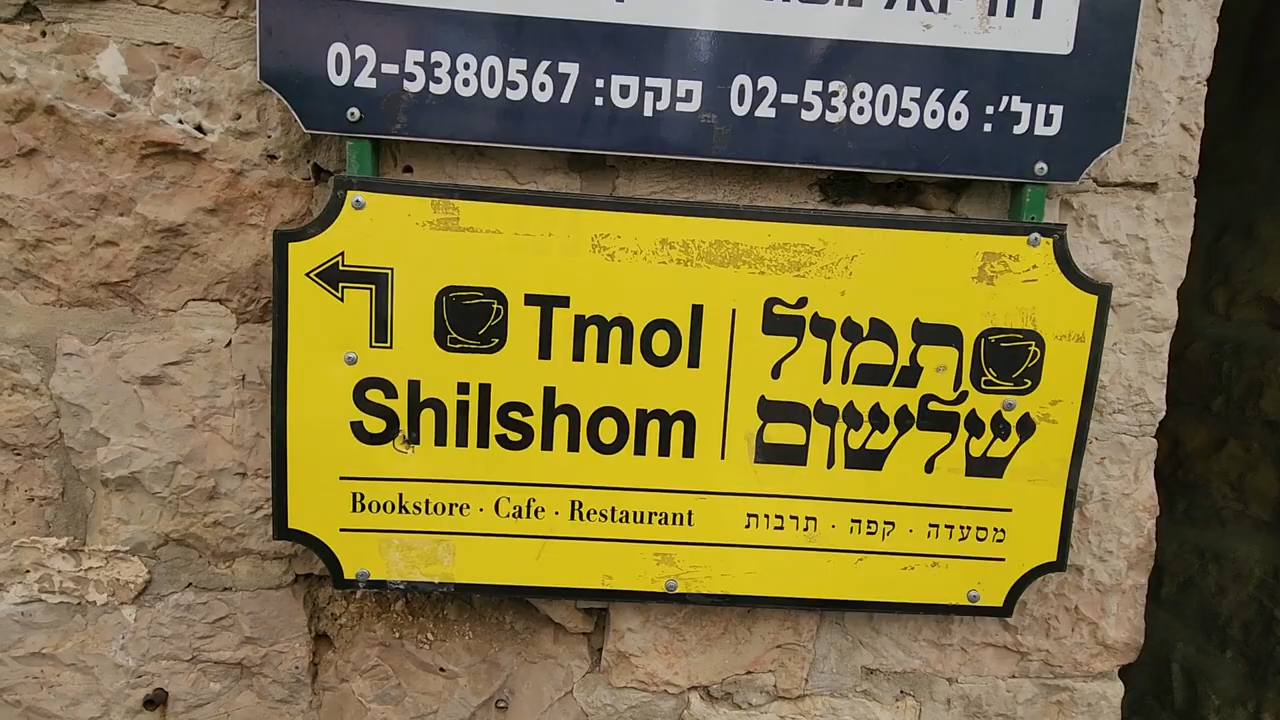 טל': 02-5380566 פקס: 02-5380567
Tmol
Shilshom
תמול
שלשום
Bookstore · Cafe · Restaurant
מסעדה · קפה · תרבות